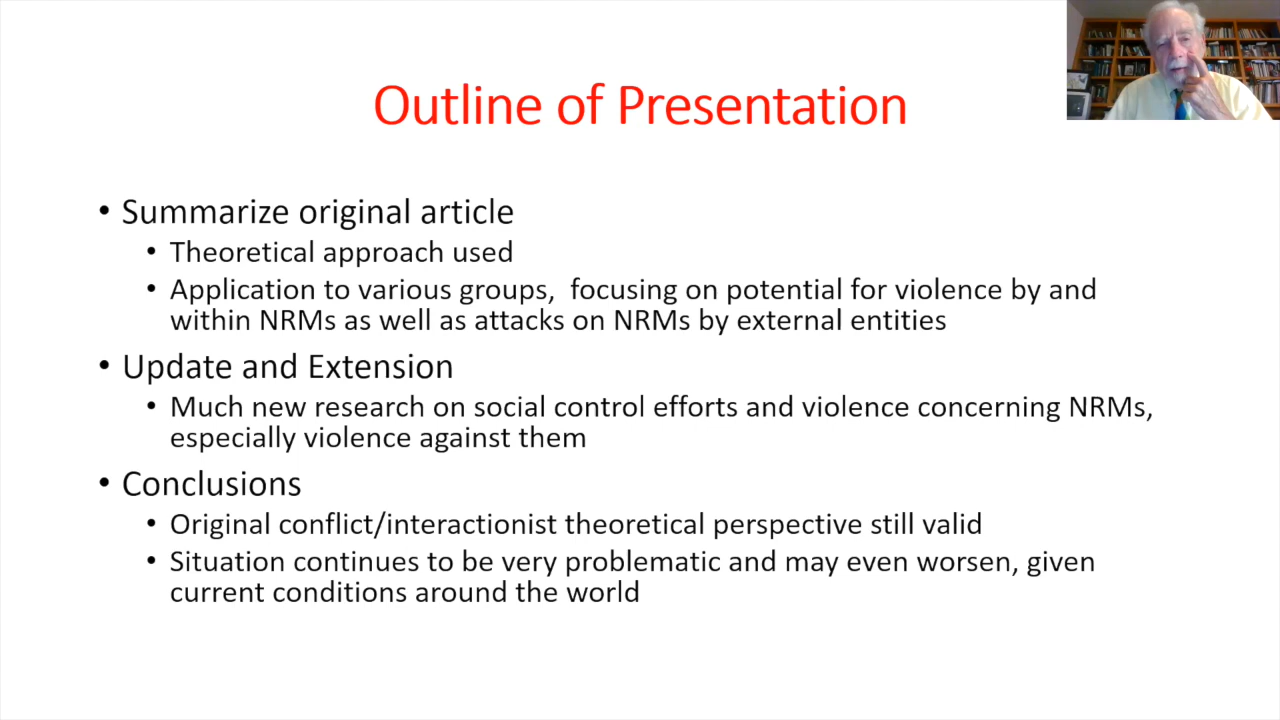 Outline of Presentation
• Summarize original article
• Theoretical approach used
• Application to various groups,  focusing on potential for violence by and
within NRMs as well as attacks on NRMs by external entities
• Update and Extension
• Much new research on social control efforts and violence concerning NRMs,
especially violence against them
• Conclusions
• Original conflict/interactionist theoretical perspective still valid
• Situation continues to be very problematic and may even worsen, given
current conditions around the world